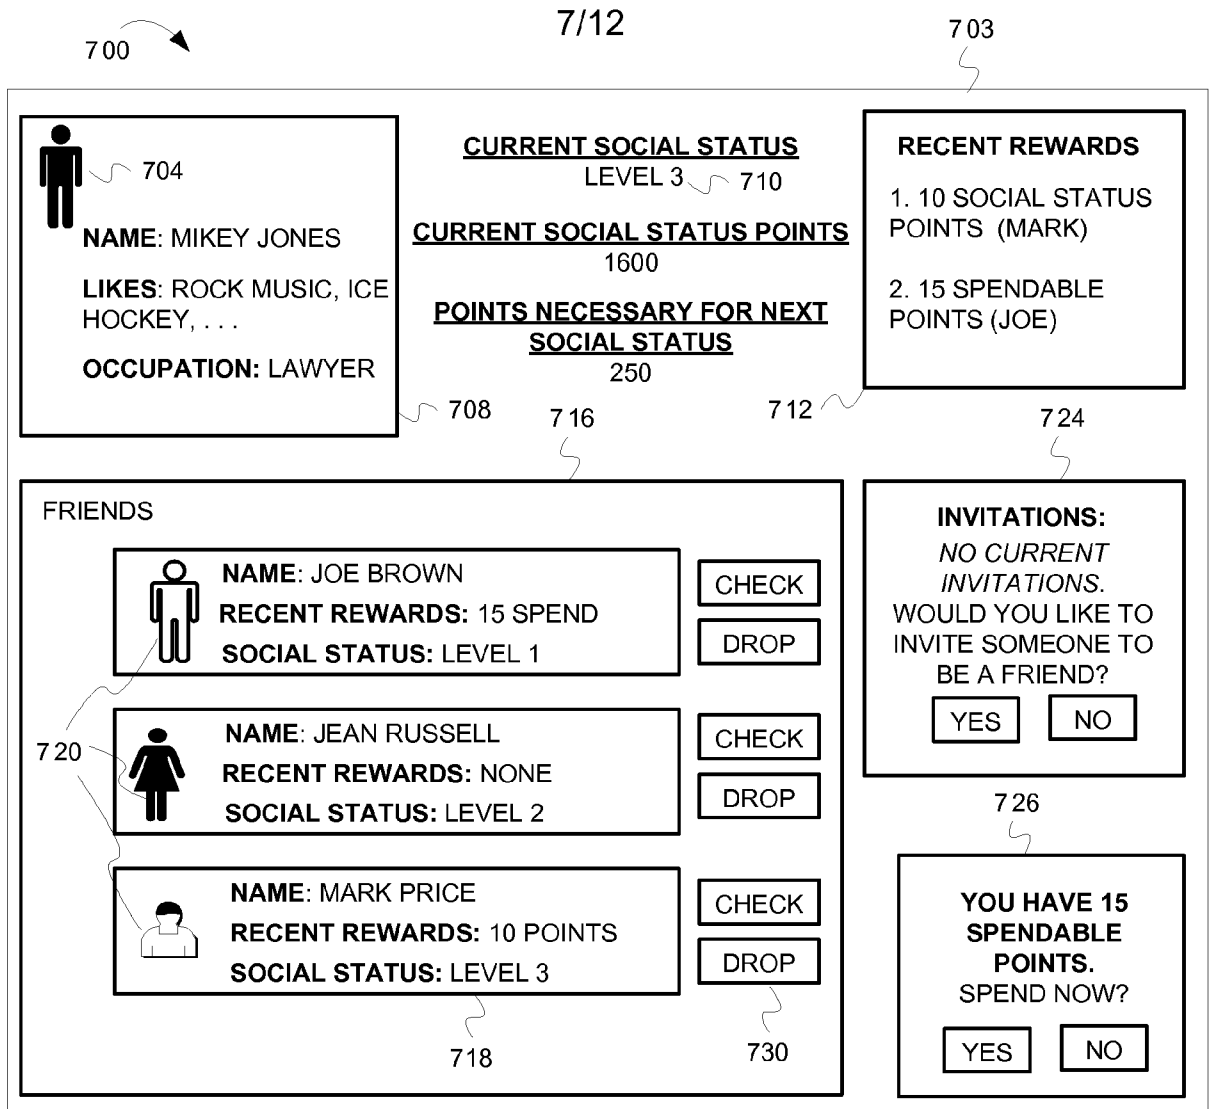 7/12
700
703
704
NAME: MIKEY JONES
LIKES: ROCK MUSIC, ICE
HOCKEY, . . .
OCCUPATION: LAWYER
708
CURRENT SOCIAL STATUS
LEVEL 3
710
CURRENT SOCIAL STATUS POINTS
1600
POINTS NECESSARY FOR NEXT
SOCIAL STATUS
250
RECENT REWARDS
1. 10 SOCIAL STATUS
POINTS (MARK)
2. 15 SPENDABLE
POINTS (JOE)
712
716
724
FRIENDS
NAME: JOE BROWN
RECENT REWARDS: 15 SPEND
SOCIAL STATUS: LEVEL 1
CHECK
DROP
720
NAME: JEAN RUSSELL
RECENT REWARDS: NONE
SOCIAL STATUS: LEVEL 2
CHECK
DROP
NAME: MARK PRICE
RECENT REWARDS: 10 POINTS
SOCIAL STATUS: LEVEL 3
CHECK
DROP
718
730
INVITATIONS:
NO CURRENT
INVITATIONS.
WOULD YOU LIKE TO
INVITE SOMEONE TO
BE A FRIEND?
YES
NO
726
YOU HAVE 15
SPENDABLE
POINTS.
SPEND NOW?
YES
NO